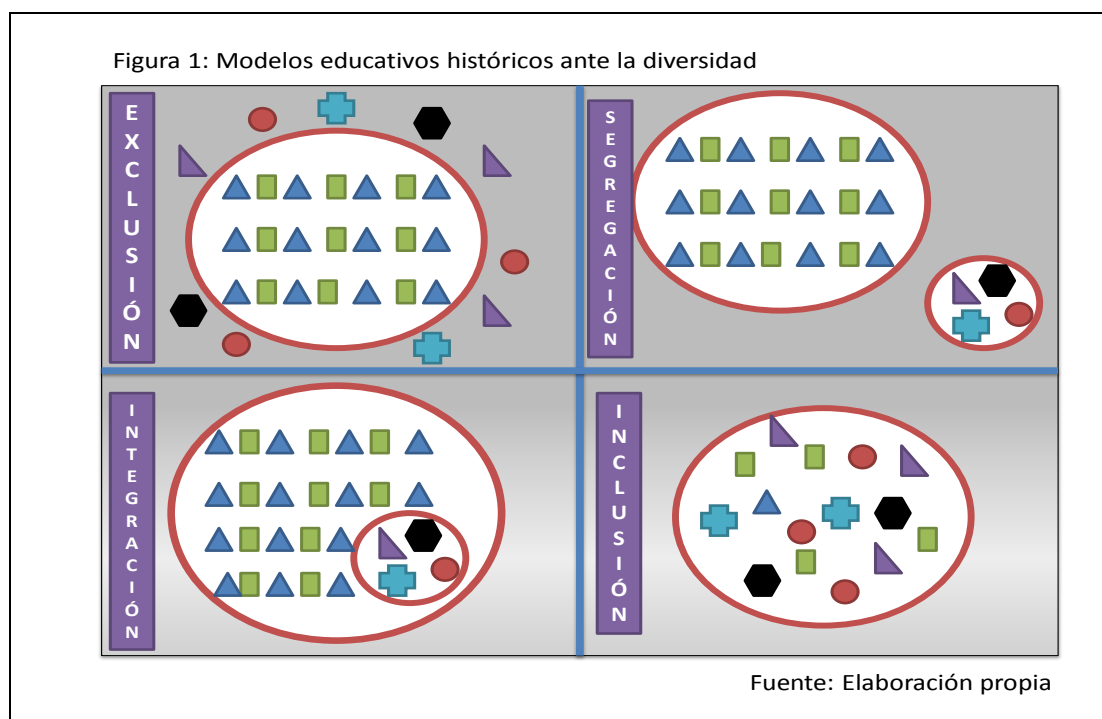 Figura 1: Modelos educativos históricos ante la diversidad
EXCLUSIÓN
SEGREGACIÓN
INTEGRACIÓN
INCLUSIÓN
Fuente: Elaboración propia